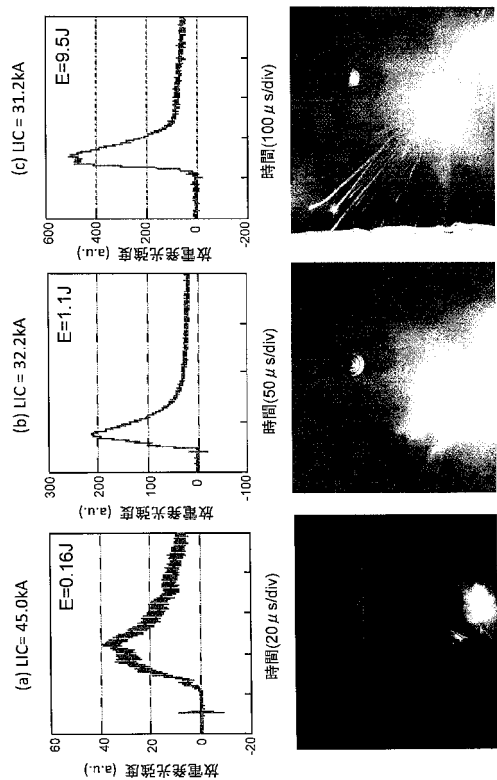 (a) LIC= 45.0kA
E=0.16J
60
40
20
0
-20
放電発光強度
(a.u.)
時間(20μs/div)
(b) LIC = 32.2kA
E=1.1J
300
200
100
0
-100
放電発光強度
(a.u.)
時間(50μs/div)
(c) LIC = 31.2kA
E=9.5J
600
400
200
0
-200
放電発光強度
(a.u.)
時間(100μs/div)